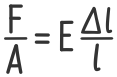 F/A = E Δl/l